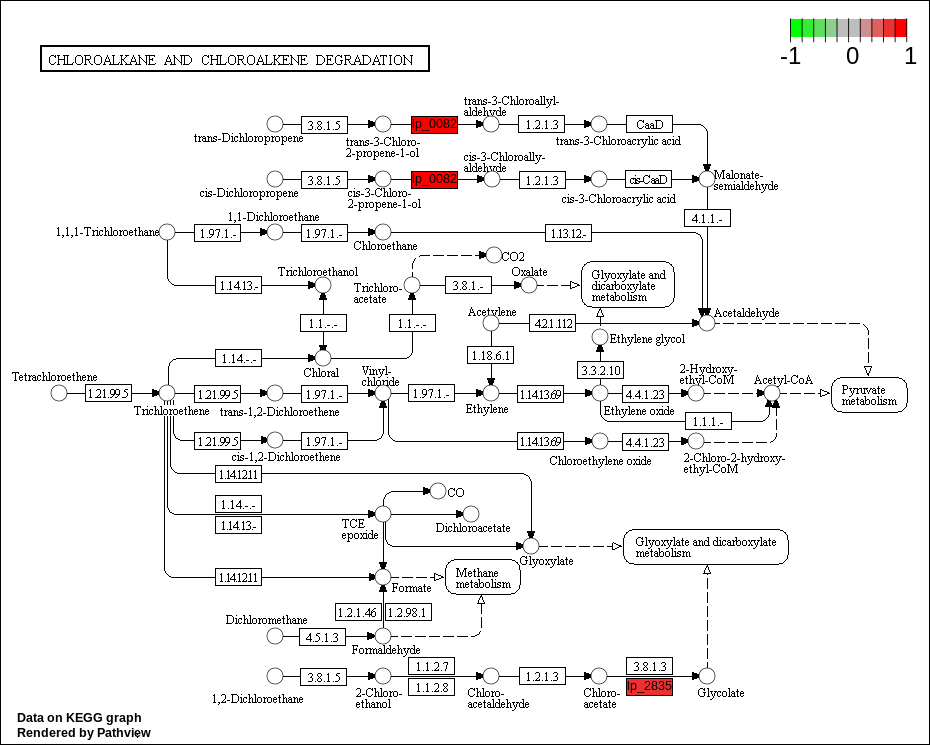 -1 0 1
CHLOROALKANE AND CHLOROALKENE DEGRADATION
trans-3-Chloroallyl-
aldehyde
3.8.1.5
p_0082
1.2.1.3
CaaD
trans-Dichloropropene
trans-3-Chloro-
2-propene-1-ol
trans-3-Chloroacrylic acid
cis-3-Chloroally-
aldehyde
3.8.1.5
p_0082
1.2.1.3
cis-CaaD
Malonate-
semialdehyde
cis-Dichloropropene
cis-3-Chloro-
2-propene-1-ol
cis-3-Chloroacrylic acid
4.1.1.-
1,1-Dichloroethane
1,1,1-Trichloroethane
1.97.1.-
1.97.1.-
1.13.12.-
Chloroethane
CO2
Trichloroethanol
Oxalate
Glyoxylate and
dicarboxylate
metabolism
1.14.13.-
Trichloro-
acetate
3.8.1.-
Acetylene
Acetaldehyde
1.1.-.-
1.1.-.-
4.2.1.112
Ethylene glycol
1.14.-.-
1.18.6.1
Chloral
3.3.2.10
Tetrachloroethene
Vinyl-
chloride
2-Hydroxy-
ethyl-CoM
Acetyl-CoA
1.21.99.5
1.21.99.5
1.97.1.-
1.97.1.-
1.14.13.69
4.4.1.23
Pyruvate
metabolism
Trichloroethene
trans-1,2-Dichloroethene
Ethylene
Ethylene oxide
1.1.1.-
1.21.99.5
1.97.1.-
1.14.13.69
4.4.1.23
cis-1,2-Dichloroethene
Chloroethylene oxide
2-Chloro-2-hydroxy-
ethyl-CoM
1.14.12.11
CO
1.14.-.-
1.14.13.-
TCE
epoxide
Dichloroacetate
Glyoxylate
Glyoxylate and dicarboxylate
metabolism
1.14.12.11
Formate
Methane
metabolism
1.2.1.46
1.2.98.1
Dichloromethane
4.5.1.3
Formaldehyde
3.8.1.5
1.1.2.7
1.1.2.8
1.2.1.3
3.8.1.3
lp_2835
1,2-Dichloroethane
2-Chloro-
ethanol
Chloro-
acetaldehyde
Chloro-
acetate
Glycolate
Data on KEGG graph
Rendered by Pathview